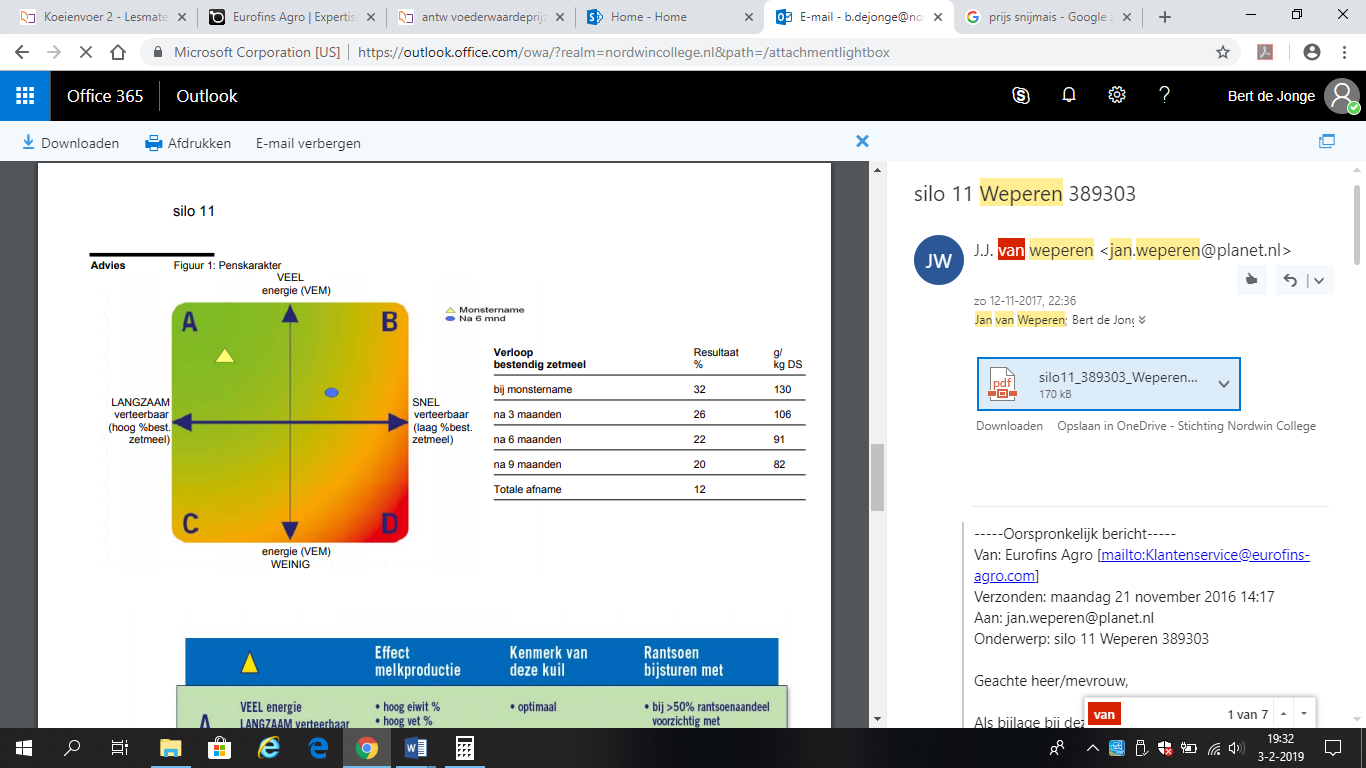 Koeienvoer 2 - Lesmate
Eurofins Agro | Expertis
antw voederwaardeprijz
Home - Home
E-mail - b.dejonge@no
prijs snijmais - Google z
Microsoft Corporation [US]
https://outlook.office.com/owa/?realm=nordwincollege.nl&path=/attachmentlightbox
Office 365
Outlook
Bert de Jonge
Downloaden
Afdrukken
E-mail verbergen
silo 11
Advies
Figuur 1: Penskarakter
VEEL
energie (VEM)
A
B
LANGZAAM
verteerbaar
(hoog %best.
zetmeel)
SNEL
verteerbaar
(laag %best.
zetmeel)
C
D
energie (VEM)
WEINIG
Monstername
Na 6 mnd
Verloop
bestendig zetmeel
Resultaat
%
g/
kg DS
bij monstername 32 130
na 3 maanden 26 106
na 6 maanden 22 91
na 9 maanden 20 82
Totale afname 12
Effect
melkproductie
Kenmerk van
deze kuil
Rantsoen
bijsturen met
A
VEEL energie
LANGZAAM verteerbaar
• hoog eiwit %
• hoog vet %
• optimaal
• bij >50% rantsoenaandeel
voorzichtig met
silo 11 Weperen 389303
JW
J.J. van weperen <jan.weperen@planet.nl>
zo 12-11-2017, 22:36
Jan van Weperen; Bert de Jong
pdf
silo11_389303_Weperen...
170 kB
Downloaden
Opslaan in OneDrive - Stichting Nordwin College
-----Oorspronkelijk bericht-----
Van: Eurofins Agro [mailto:Klantenservice@eurofins-
agro.com]
Verzonden: maandag 21 november 2016 14:17
Aan: jan.weperen@planet.nl
Onderwerp: silo 11 Weperen 389303
Geachte heer/mevrouw,
Als bijlage bij dez
van
1 van 7
19:32
3-2-2019